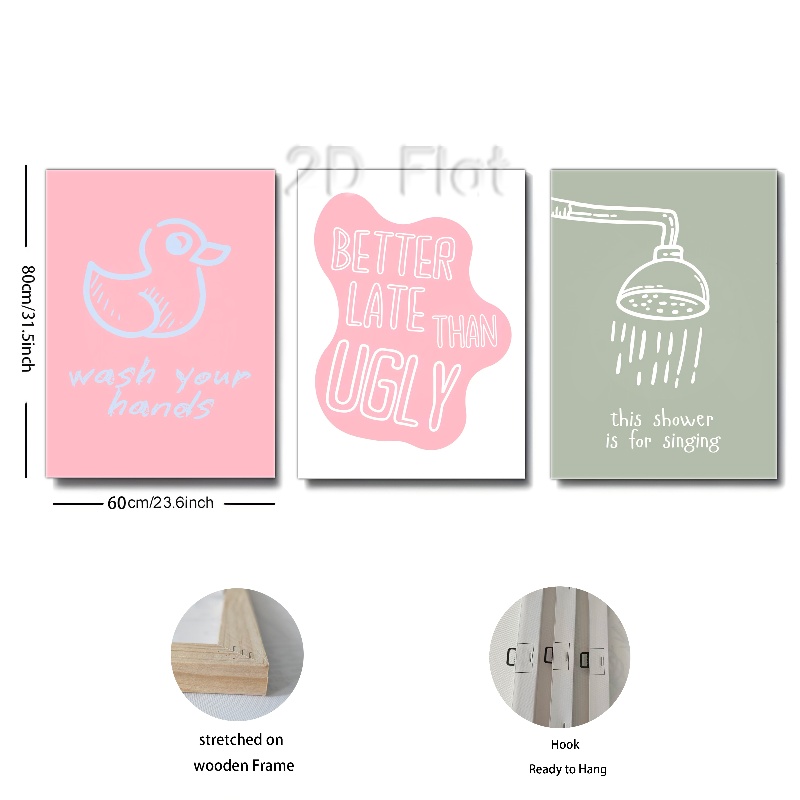 2D Flat
80cm/31.5inch
wash your
hands
BETTER
LATE THAN
UGLY
this shower
is for singing
60cm/23.6inch
stretched on
wooden Frame
Hook
Ready to Hang